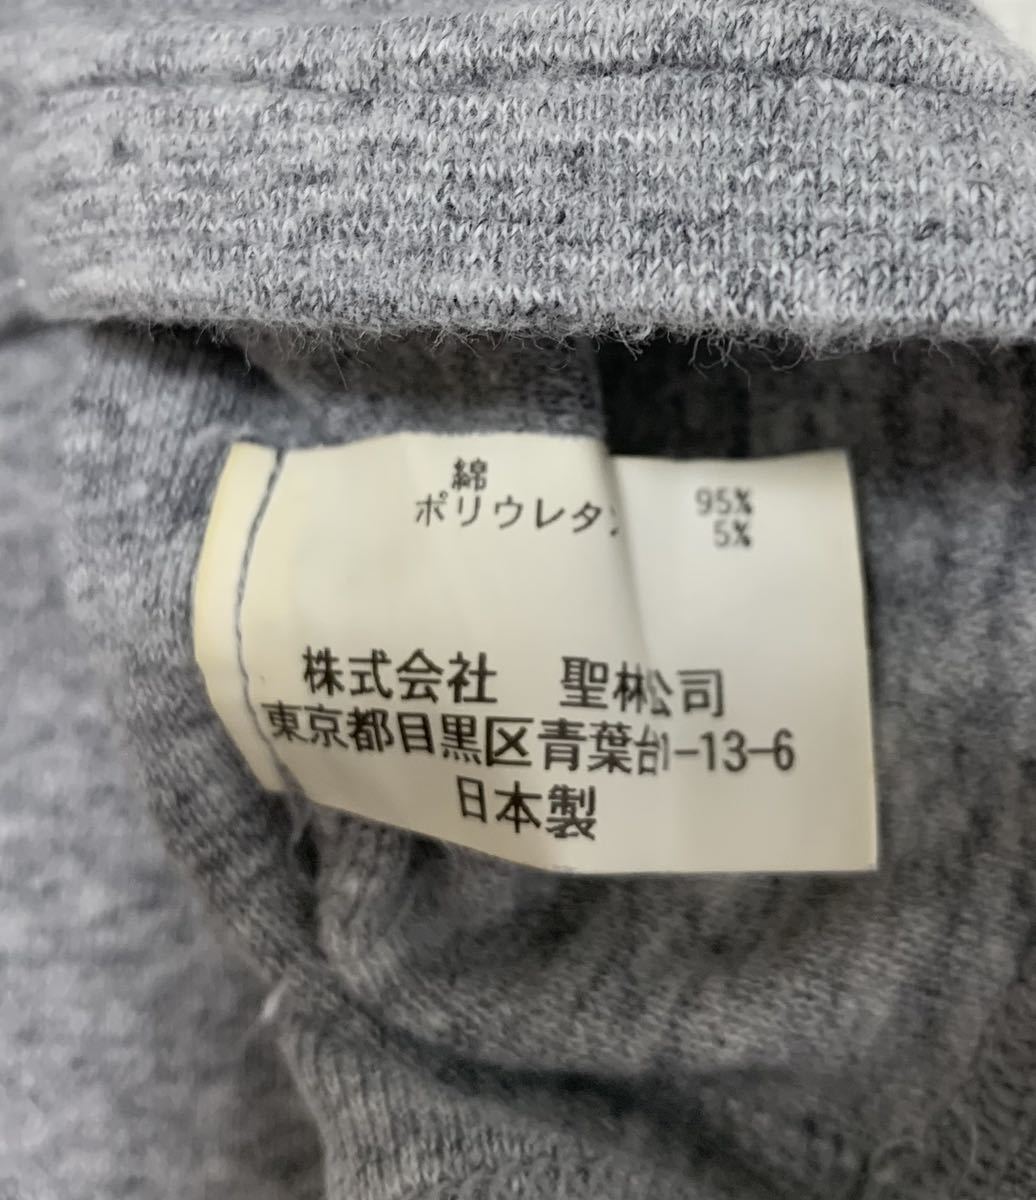 綿 95%
ポリウレタン 5%
株式会社 聖林公司
東京都目黒区青葉台1-13-6
日本製